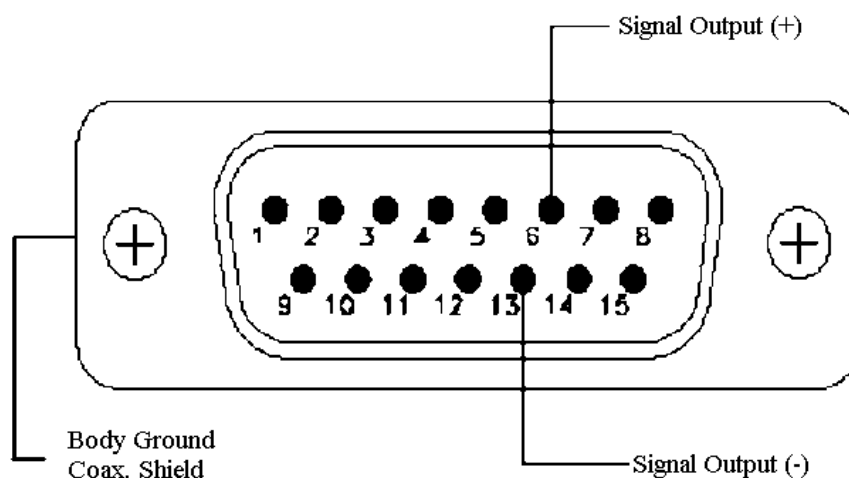 Signal Output (+)
1 2 3 4 5 6 7 8
9 10 11 12 13 14 15
Body Ground
Coax. Shield
Signal Output (-)